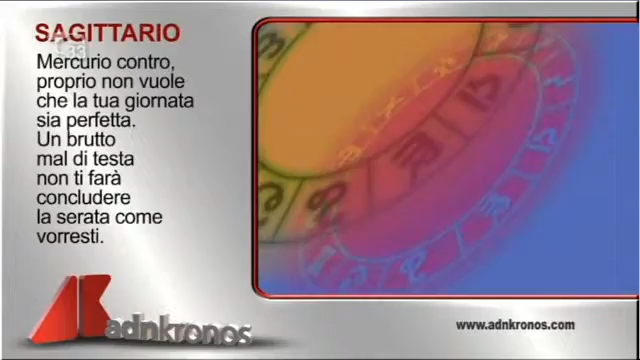 SAGITTARIO
33
Mercurio contro,
proprio non vuole
che la tua giornata
sia perfetta.
Un brutto
mal di testa
non ti farà
concludere
la serata come
vorresti.
adnkronos
www.adnkronos.com